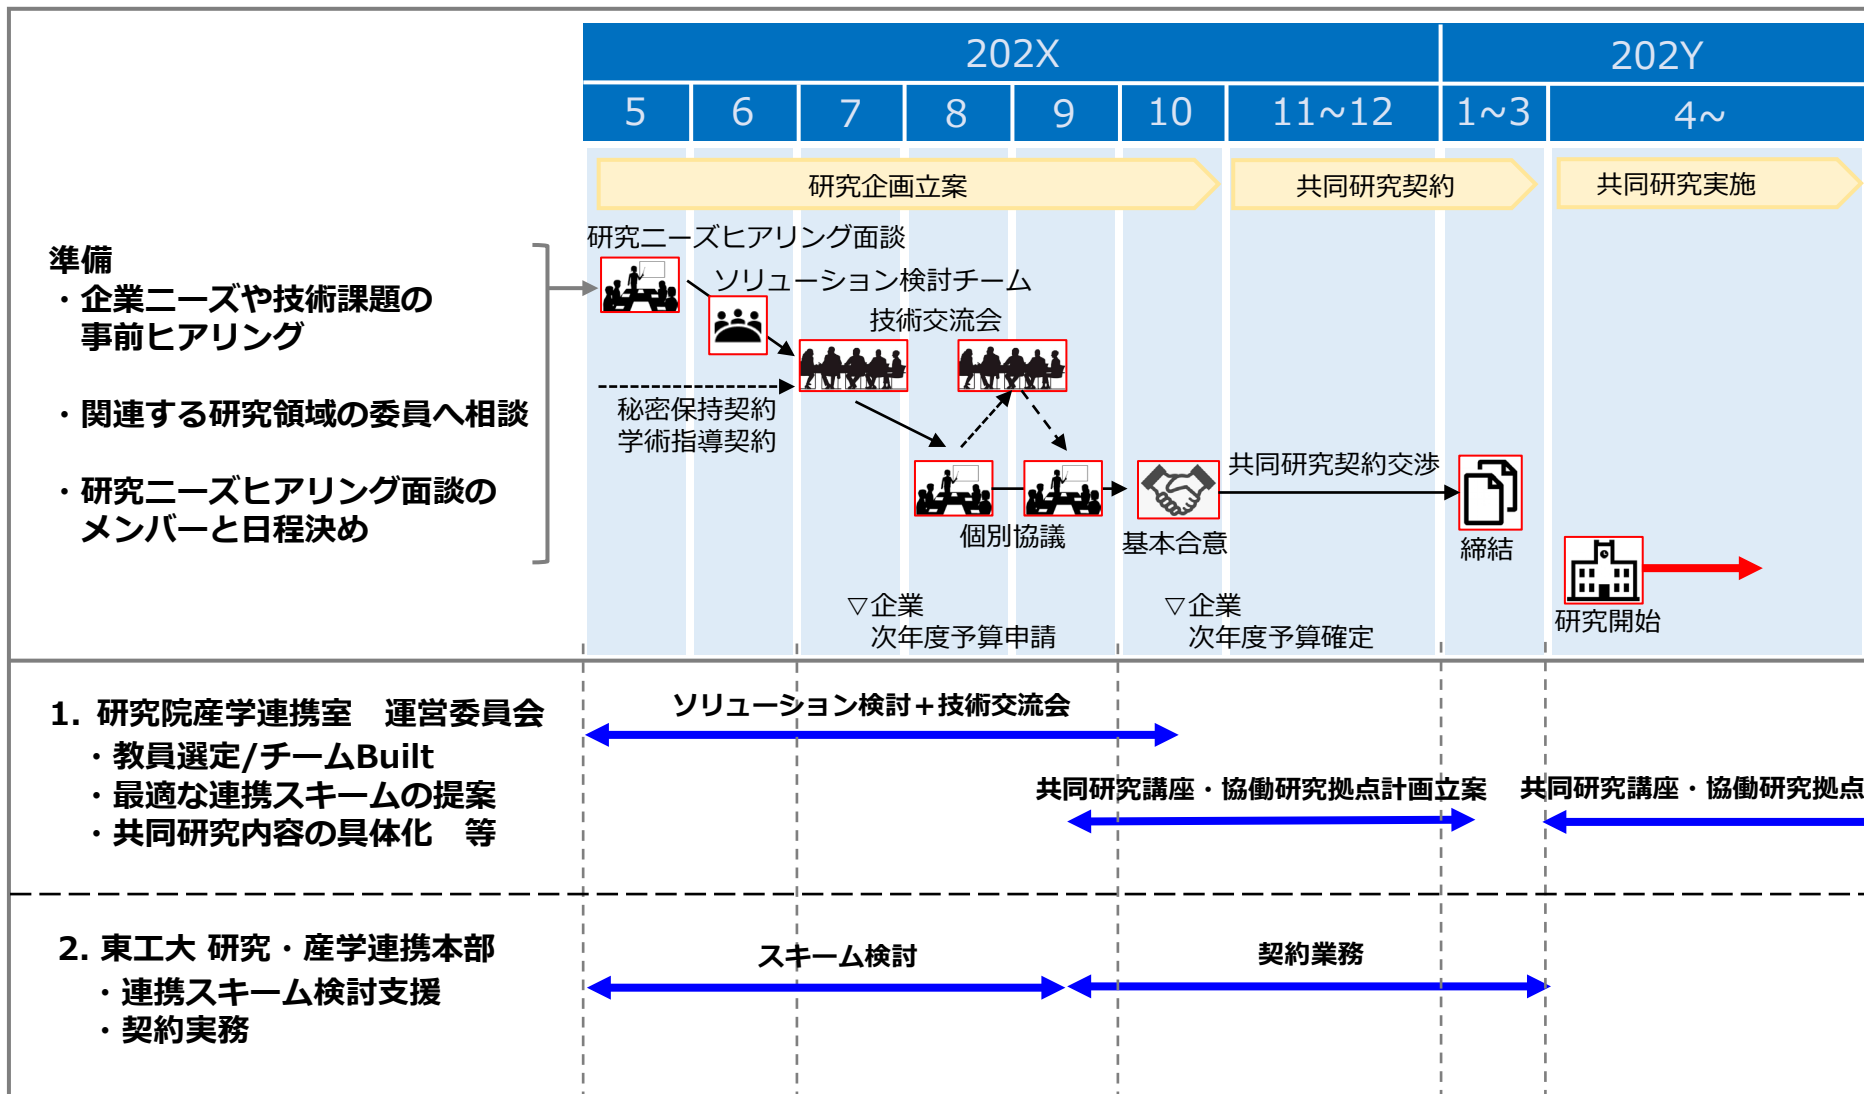 202X
202Y
5
6
7
8
9
10
11~12
1~3
4~
研究企画立案
共同研究契約
共同研究実施
研究ニーズヒアリング面談
ソリューション検討チーム
技術交流会
準備
・企業ニーズや技術課題の
事前ヒアリング
・関連する研究領域の委員へ相談
・研究ニーズヒアリング面談の
メンバーと日程決め
秘密保持契約
学術指導契約
個別協議
基本合意
共同研究契約交渉
締結
研究開始
▽企業
次年度予算申請
▽企業
次年度予算確定
1. 研究院産学連携室　運営委員会
・教員選定/チームBuilt
・最適な連携スキームの提案
・共同研究内容の具体化　等
ソリューション検討＋技術交流会
共同研究講座・協働研究拠点計画立案
共同研究講座・協働研究拠点
2. 東工大 研究・産学連携本部
・連携スキーム検討支援
・契約実務
スキーム検討
契約業務